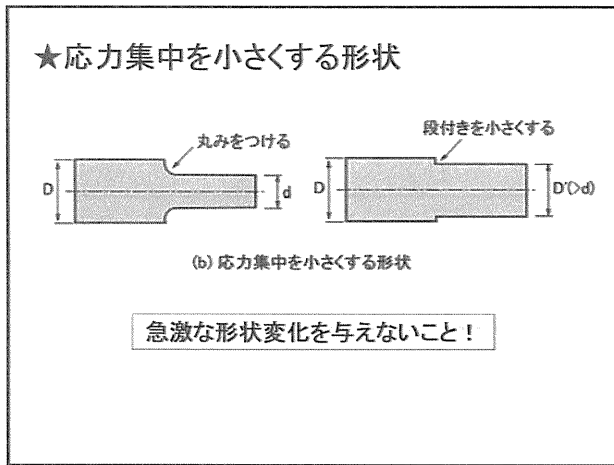 ★応力集中を小さくする形状
丸みをつける
段付きを小さくする
D
d
D
D'(>d)
(b) 応力集中を小さくする形状
急激な形状変化を与えないこと！